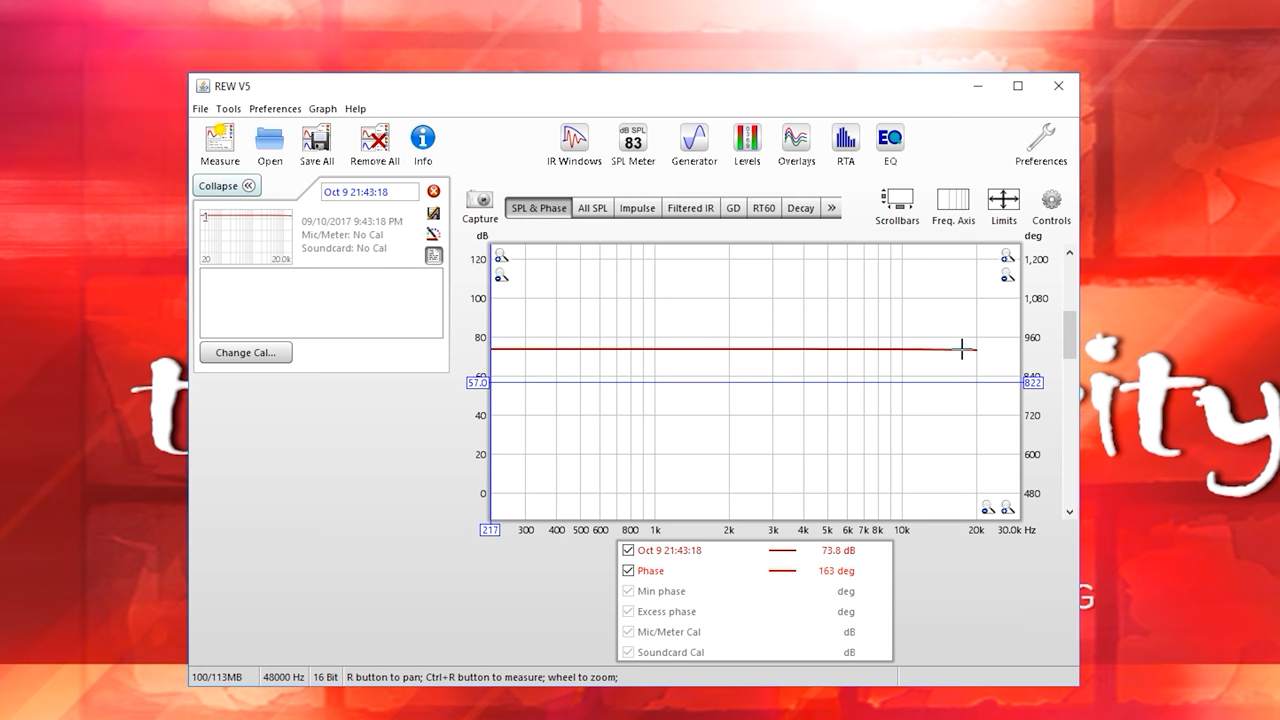 REW V5
File Tools Preferences Graph Help
dB SPL
83
EQ
Measure Open Save All Remove All Info IR Windows SPL Meter Generator Levels Overlays RTA EQ Preferences
Collapse
Oct 9 21:43:18
1
20 20.0k
09/10/2017 9:43:18 PM
Mic/Meter: No Cal
Soundcard: No Cal
Change Cal...
Capture
SPL & Phase All SPL Impulse Filtered IR GD RT60 Decay »
Scrollbars Freq. Axis Limits Controls
dB deg
120 1,200
100 1,080
80 960
60 840
57.0 822
40 720
20 600
0 480
217 300 400 500 600 800 1k 2k 3k 4k 5k 6k 7k 8k 10k 20k 30.0k Hz
Oct 9 21:43:18 73.8 dB
Phase 163 deg
Min phase deg
Excess phase deg
Mic/Meter Cal dB
Soundcard Cal dB
100/113MB 48000 Hz 16 Bit R button to pan; Ctrl+R button to measure; wheel to zoom;
t
ity
G